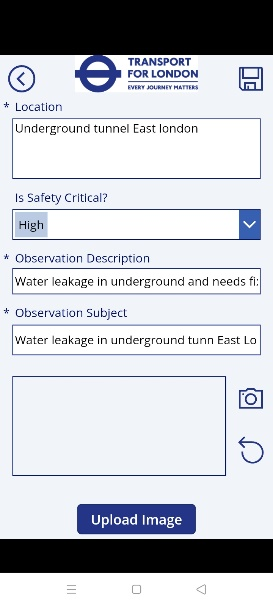 TRANSPORT
FOR LONDON
EVERY JOURNEY MATTERS
* Location
Underground tunnel East london
Is Safety Critical?
High
* Observation Description
Water leakage in underground and needs
* Observation Subject
Water leakage in underground tunn East Lo
Upload Image